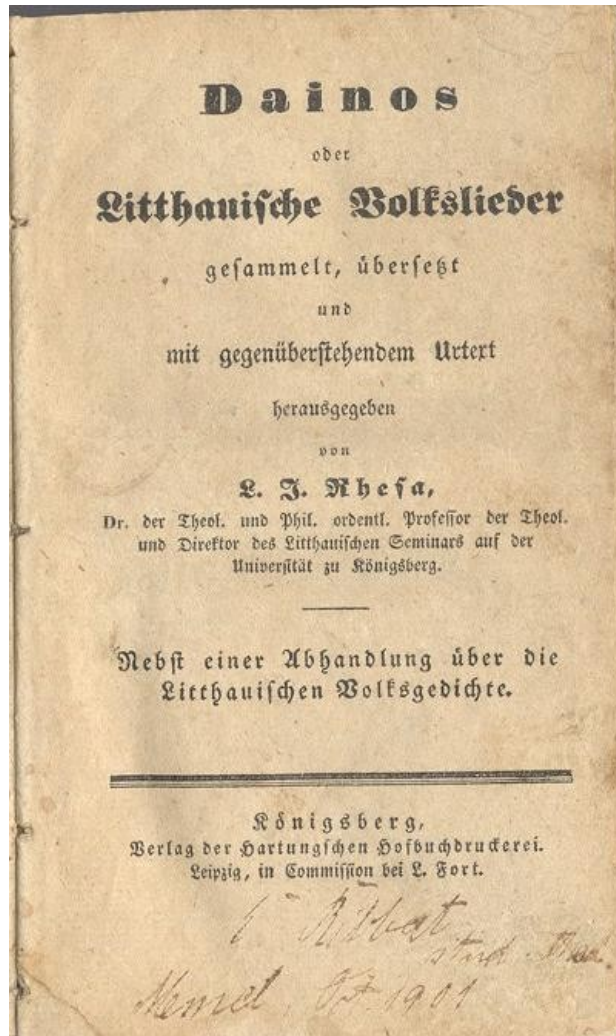 Dainos
oder
Litthauiſche Volkslieder
geſammelt, überſetzt
und
mit gegenüberſtehendem Urtext
herausgegeben
von
L. J. Rheſa,
Dr. der Theol. und Phil. ordentl. Profeſſor der Theol.
und Direktor des Litthauiſchen Seminars auf der
Univerſität zu Königsberg.
Nebſt einer Abhandlung über die
Litthauiſchen Volksgedichte.
Königsberg,
Verlag der Hartungſchen Hofbuchdruckerei.
Leipzig, in Commiſſion bei L. Fort.
Ribbat
stud.
Memel, 1901